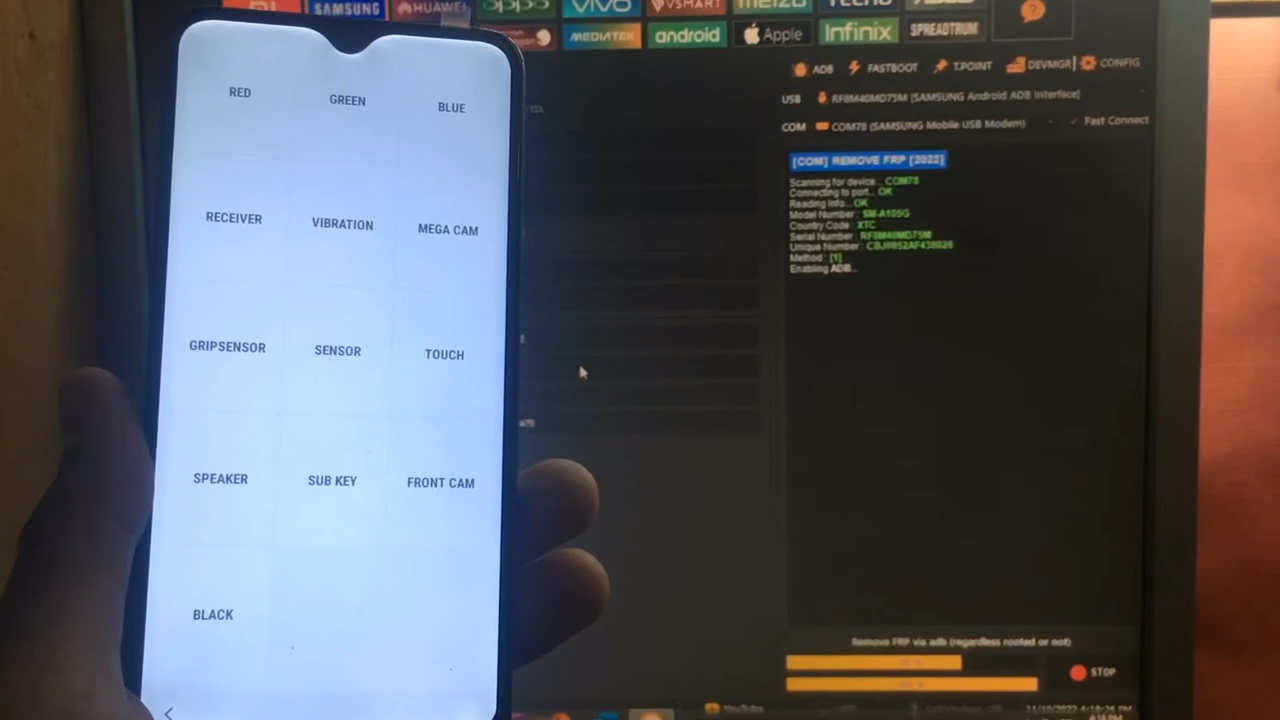 RED
GREEN
BLUE
RECEIVER
VIBRATION
MEGA CAM
GRIPSENSOR
SENSOR
TOUCH
SPEAKER
SUB KEY
FRONT CAM
BLACK
SAMSUNG
HUAWEI
oppo
vivo
VSMART
meizu
MEDIATEK
android
Apple
Infinix
SPREADTRUM
ADB
FASTBOOT
T.POINT
DEVMGR
CONFIG
USB
RF8M40MD75M [SAMSUNG Android ADB Interface]
COM
COM78 (SAMSUNG Mobile USB Modem)
Fast Connect
[COM] REMOVE FRP [2022]
Scanning for device... COM78
Connecting to port... OK
Reading Info... OK
Model Number : SM-A105G
Country Code : XTC
Serial Number : RF8M40MD75M
Unique Number :
Method : [1]
Enabling ADB...
Remove FRP via adb (regardless rooted or not)
STOP
YouTube